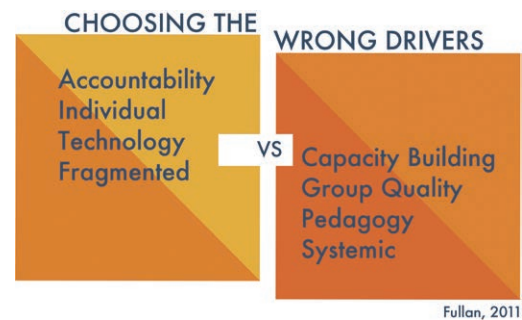 CHOOSING THE
WRONG DRIVERS
Accountability
Individual
Technology
Fragmented
VS
Capacity Building
Group Quality
Pedagogy
Systemic
Fullan, 2011